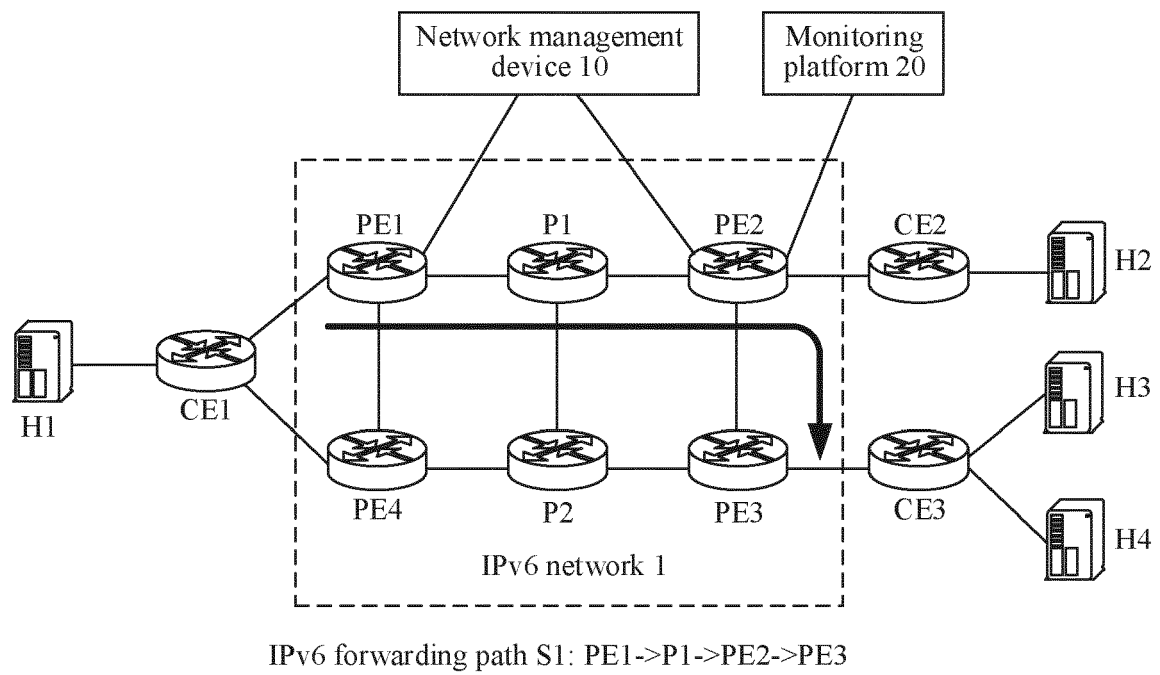 Network management
device 10
Monitoring
platform 20
PE1
P1
PE2
CE2
H2
H1
CE1
H3
PE4
P2
PE3
CE3
H4
IPv6 network 1
IPv6 forwarding path S1: PE1->P1->PE2->PE3